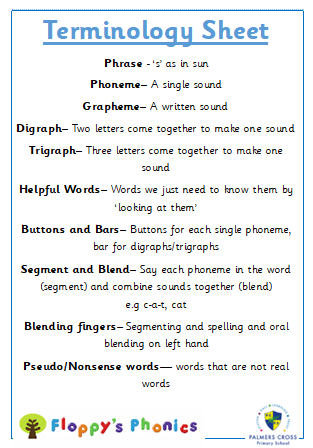 Terminology Sheet
Phrase - ‘s’ as in sun
Phoneme– A single sound
Grapheme– A written sound
Digraph– Two letters come together to make one sound
Trigraph– Three letters come together to make one
sound
Helpful Words– Words we just need to know them by
‘looking at them’
Buttons and Bars– Buttons for each single phoneme,
bar for digraphs/trigraphs
Segment and Blend– Say each phoneme in the word
(segment) and combine sounds together (blend)
e.g c-a-t, cat
Blending fingers– Segmenting and spelling and oral
blending on left hand
Pseudo/Nonsense words— words that are not real
words
Floppy's Phonics
PALMERS CROSS
Primary School